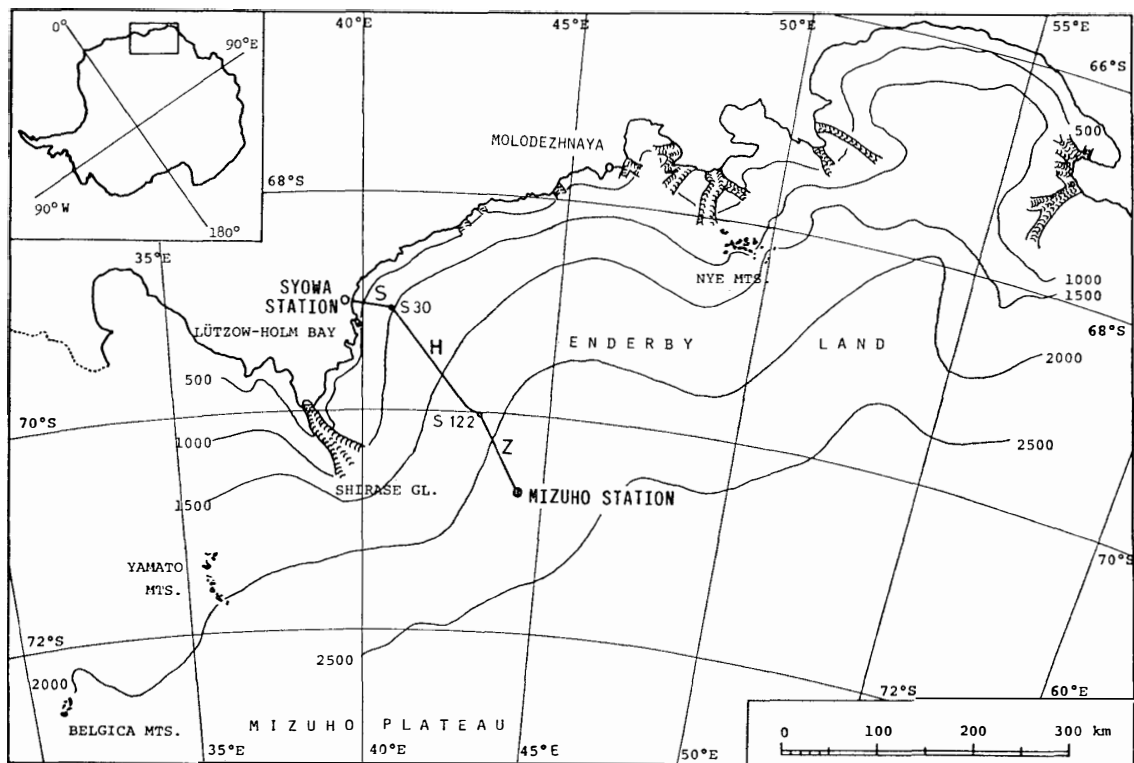 0°
90°E
90°W
180°
40°E
45°E
50°E
55°E
66°S
500
MOLODEZHNAYA
68°S
35°E
SYOWA
STATION
S
S30
LÜTZOW-HOLM BAY
NYE MTS.
1000
1500
68°S
H
ENDERBY LAND
2000
500
70°S
S122
1000
Z
2500
SHIRASE GL.
MIZUHO STATION
1500
70°S
YAMATO
MTS.
72°S
2500
2000
72°S
60°E
BELGICA MTS.
MIZUHO PLATEAU
35°E
40°E
45°E
50°E
0 100 200 300 km